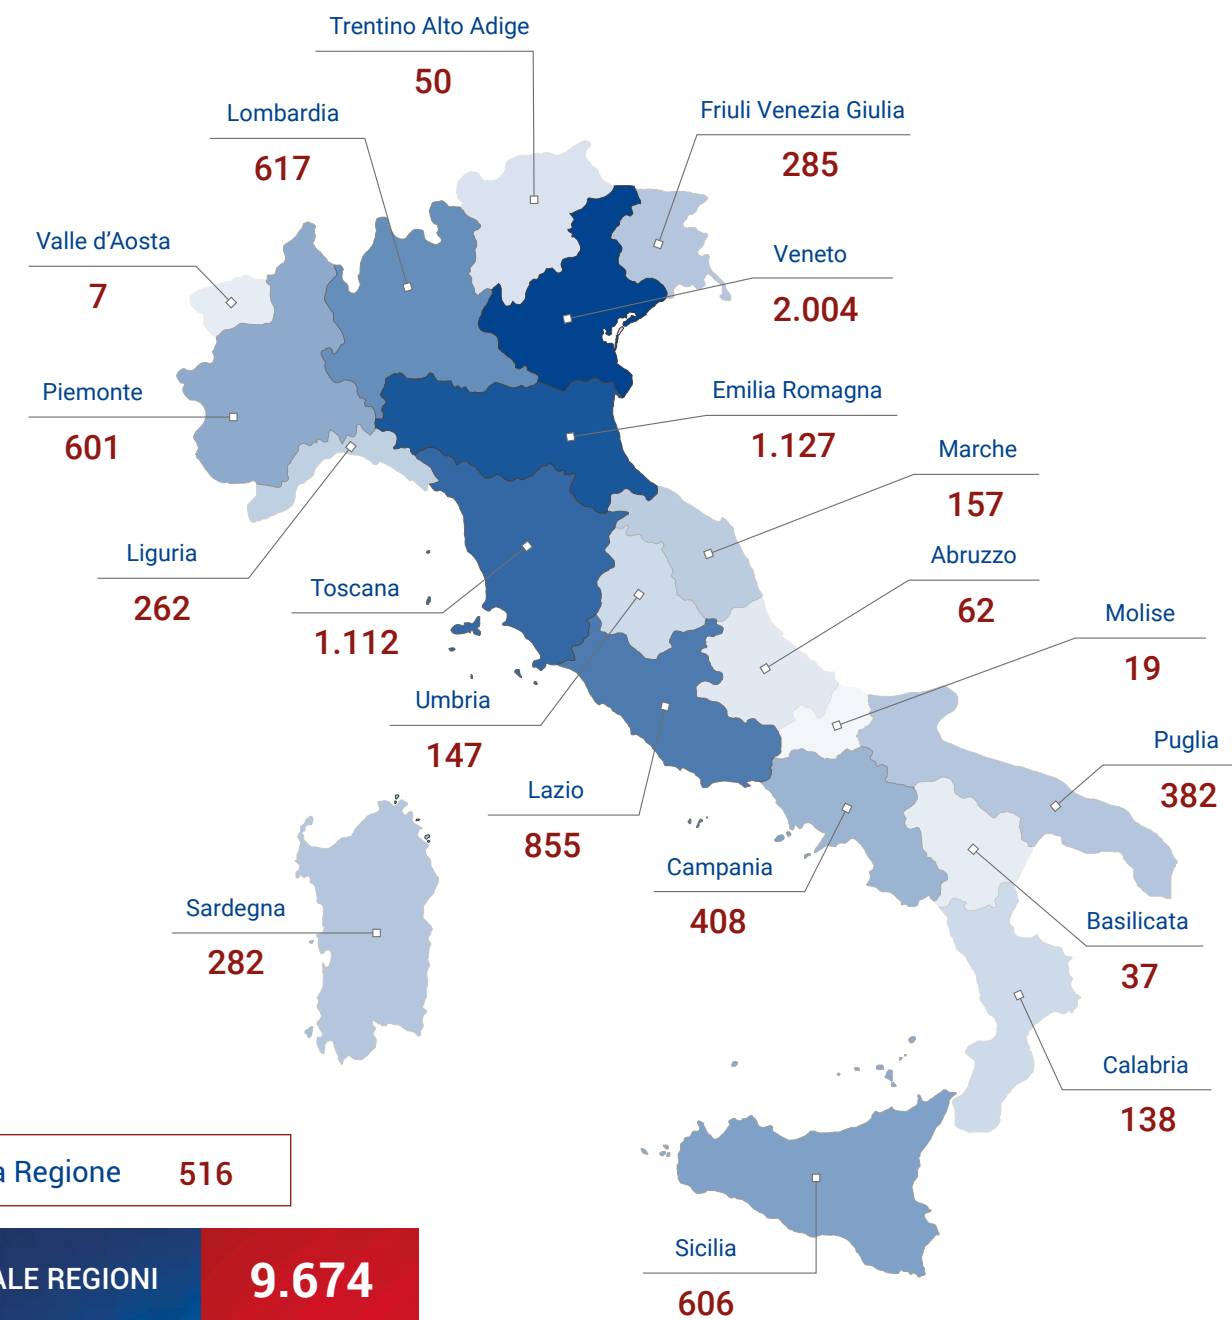 Trentino Alto Adige
50
Lombardia
617
Friuli Venezia Giulia
285
Valle d’Aosta
7
Veneto
2.004
Piemonte
601
Emilia Romagna
1.127
Marche
157
Liguria
262
Toscana
1.112
Abruzzo
62
Molise
19
Umbria
147
Puglia
382
Lazio
855
Campania
408
Sardegna
282
Basilicata
37
Calabria
138
Regione 516
REGIONI 9.674
Sicilia
606